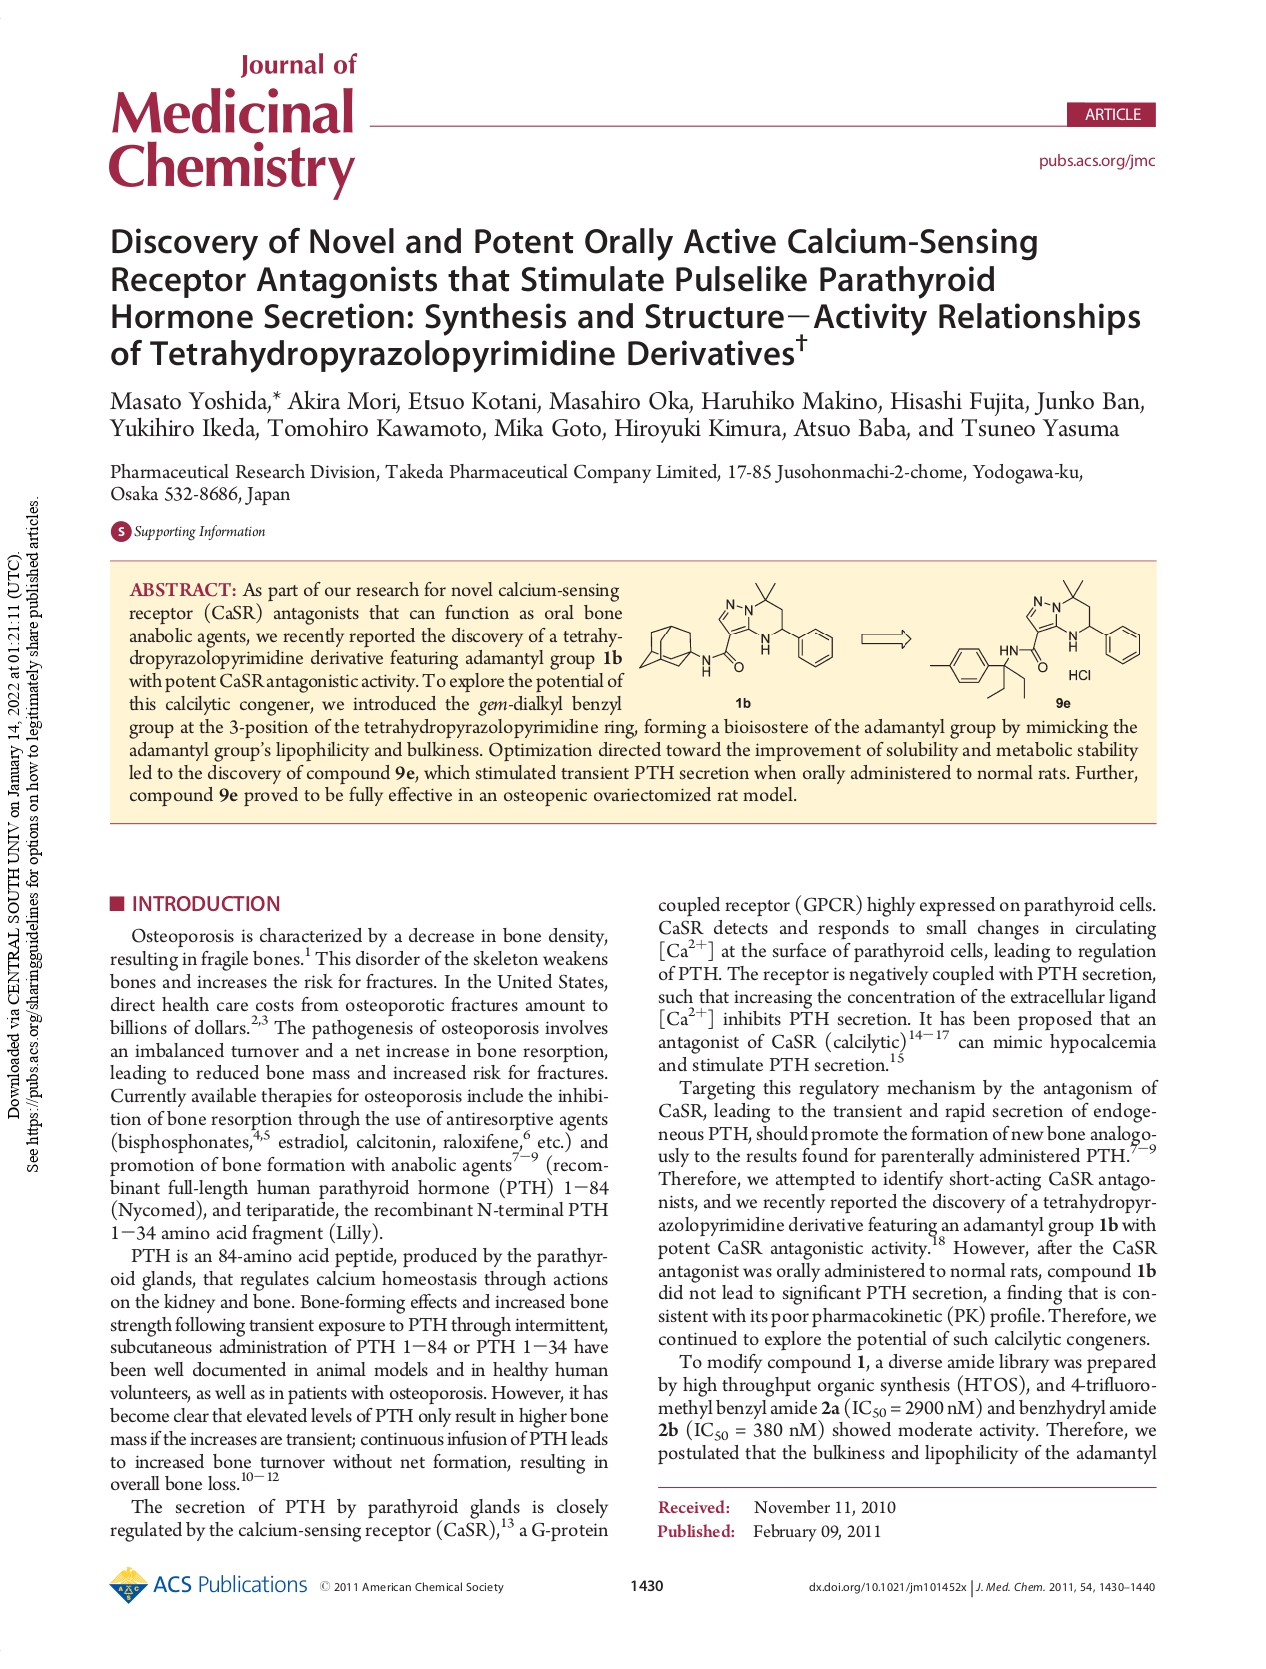 Journal of
Medicinal
Chemistry
ARTICLE
pubs.acs.org/jmc
Discovery of Novel and Potent Orally Active Calcium-Sensing
Receptor Antagonists that Stimulate Pulselike Parathyroid
Hormone Secretion: Synthesis and Structure−Activity Relationships
of Tetrahydropyrazolopyrimidine Derivatives†
Masato Yoshida,* Akira Mori, Etsuo Kotani, Masahiro Oka, Haruhiko Makino, Hisashi Fujita, Junko Ban,
Yukihiro Ikeda, Tomohiro Kawamoto, Mika Goto, Hiroyuki Kimura, Atsuo Baba, and Tsuneo Yasuma
Pharmaceutical Research Division, Takeda Pharmaceutical Company Limited, 17-85 Jusohonmachi-2-chome, Yodogawa-ku,
Osaka 532-8686, Japan
S Supporting Information
ABSTRACT: As part of our research for novel calcium-sensing
receptor (CaSR) antagonists that can function as oral bone
anabolic agents, we recently reported the discovery of a tetrahy-
dropyrazolopyrimidine derivative featuring adamantyl group 1b
with potent CaSR antagonistic activity. To explore the potential of
this calcilytic congener, we introduced the gem-dialkyl benzyl
group at the 3-position of the tetrahydropyrazolopyrimidine ring, forming a bioisostere of the adamantyl group by mimicking the
adamantyl group's lipophilicity and bulkiness. Optimization directed toward the improvement of solubility and metabolic stability
led to the discovery of compound 9e, which stimulated transient PTH secretion when orally administered to normal rats. Further,
compound 9e proved to be fully effective in an osteopenic ovariectomized rat model.
N
N
N
H
N
H
O
1b
N
N
N
H
HN
O
HCl
9e
INTRODUCTION
Osteoporosis is characterized by a decrease in bone density,
resulting in fragile bones.1 This disorder of the skeleton weakens
bones and increases the risk for fractures. In the United States,
direct health care costs from osteoporotic fractures amount to
billions of dollars.2,3 The pathogenesis of osteoporosis involves
an imbalanced turnover and a net increase in bone resorption,
leading to reduced bone mass and increased risk for fractures.
Currently available therapies for osteoporosis include the inhibi-
tion of bone resorption through the use of antiresorptive agents
(bisphosphonates,4,5 estradiol, calcitonin, raloxifene,6 etc.) and
promotion of bone formation with anabolic agents7−9 (recom-
binant full-length human parathyroid hormone (PTH) 1−84
(Nycomed), and teriparatide, the recombinant N-terminal PTH
1−34 amino acid fragment (Lilly).
PTH is an 84-amino acid peptide, produced by the parathyr-
oid glands, that regulates calcium homeostasis through actions
on the kidney and bone. Bone-forming effects and increased bone
strength following transient exposure to PTH through intermittent,
subcutaneous administration of PTH 1−84 or PTH 1−34 have
been well documented in animal models and in healthy human
volunteers, as well as in patients with osteoporosis. However, it has
become clear that elevated levels of PTH only result in higher bone
mass if the increases are transient; continuous infusion of PTH leads
to increased bone turnover without net formation, resulting in
overall bone loss.10−12
The secretion of PTH by parathyroid glands is closely
regulated by the calcium-sensing receptor (CaSR),13 a G-protein
coupled receptor (GPCR) highly expressed on parathyroid cells.
CaSR detects and responds to small changes in circulating
[Ca2+] at the surface of parathyroid cells, leading to regulation
of PTH. The receptor is negatively coupled with PTH secretion,
such that increasing the concentration of the extracellular ligand
[Ca2+] inhibits PTH secretion. It has been proposed that an
antagonist of CaSR (calcilytic)14−17 can mimic hypocalcemia
and stimulate PTH secretion.15
Targeting this regulatory mechanism by the antagonism of
CaSR, leading to the transient and rapid secretion of endoge-
neous PTH, should promote the formation of new bone analogo-
usly to the results found for parenterally administered PTH.7−9
Therefore, we attempted to identify short-acting CaSR antago-
nists, and we recently reported the discovery of a tetrahydropyr-
azolopyrimidine derivative featuring an adamantyl group 1b with
potent CaSR antagonistic activity.18 However, after the CaSR
antagonist was orally administered to normal rats, compound 1b
did not lead to significant PTH secretion, a finding that is con-
sistent with its poor pharmacokinetic (PK) profile. Therefore, we
continued to explore the potential of such calcilytic congeners.
To modify compound 1, a diverse amide library was prepared
by high throughput organic synthesis (HTOS), and 4-trifluoro-
methyl benzyl amide 2a (IC50 = 2900 nM) and benzhydryl amide
2b (IC50 = 380 nM) showed moderate activity. Therefore, we
postulated that the bulkiness and lipophilicity of the adamantyl
Received: November 11, 2010
Published: February 09, 2011
ACS Publications © 2011 American Chemical Society
1430
dx.doi.org/10.1021/jm101452x | J. Med. Chem. 2011, 54, 1430–1440
Downloaded via CENTRAL SOUTH UNIV on January 14, 2022 at 01:21:11 (UTC).
See https://pubs.acs.org/sharingguidelines for options on how to legitimately share published articles.